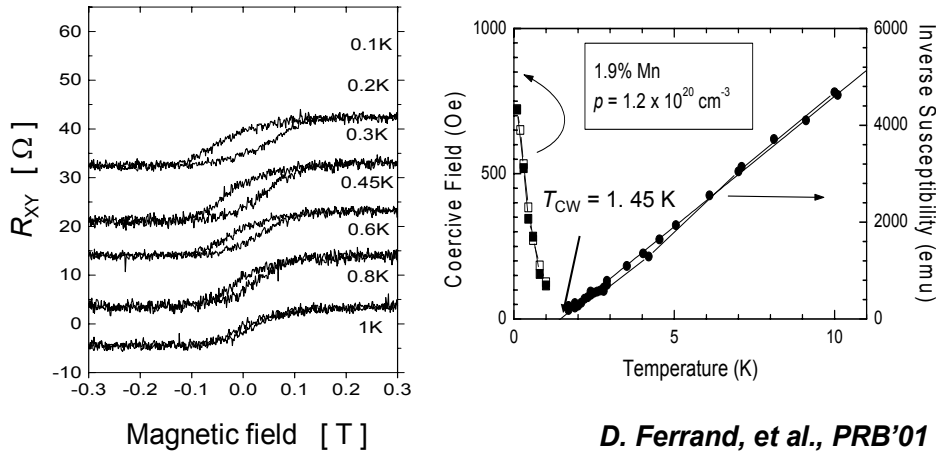 60
50
40
30
20
10
0
-10
R_XY [ Ω ]
0.1K
0.2K
0.3K
0.45K
0.6K
0.8K
1K
-0.3 -0.2 -0.1 0.0 0.1 0.2 0.3
Magnetic field [ T ]
1000
500
0
Coercive Field (Oe)
1.9% Mn
p = 1.2 x 10^20 cm^-3
T_CW = 1. 45 K
6000
4000
2000
0
Inverse Susceptibility (emu)
0 5 10
Temperature (K)
D. Ferrand, et al., PRB'01